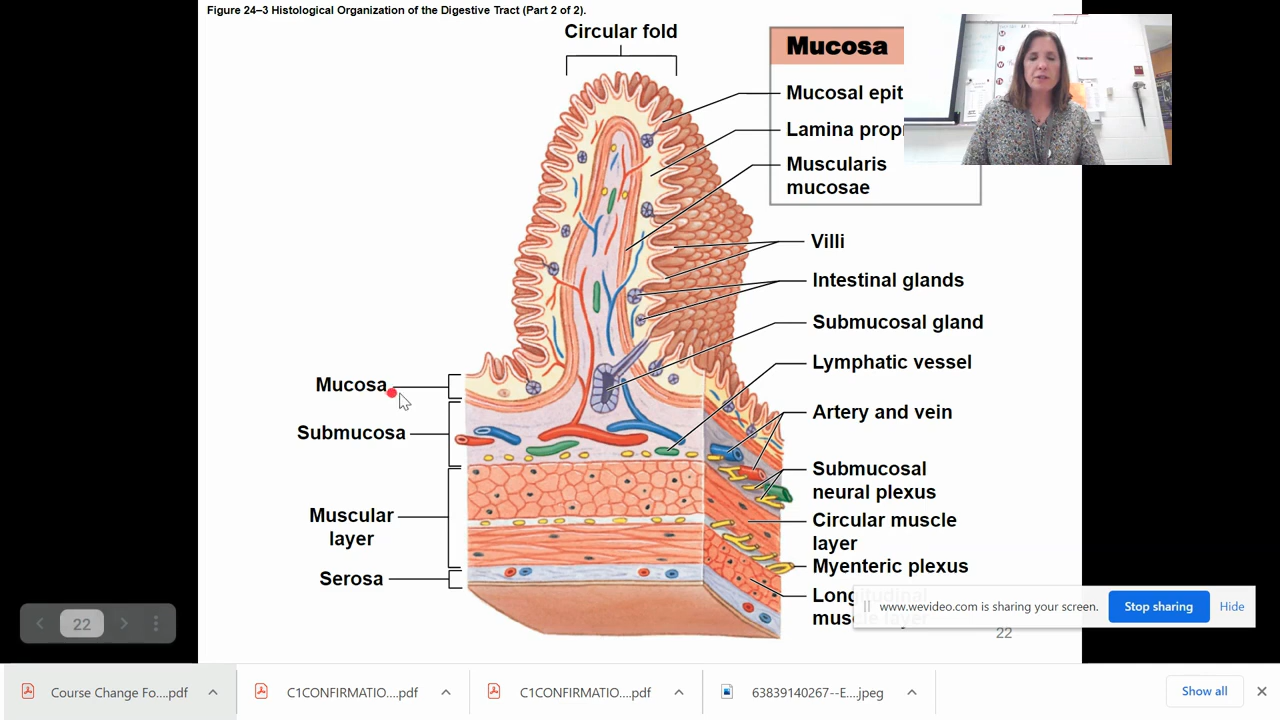 Figure 24–3 Histological Organization of the Digestive Tract (Part 2 of 2).
Circular fold
Mucosa
Mucosal epit
Lamina prop
Muscularis
mucosae
Villi
Intestinal glands
Submucosal gland
Lymphatic vessel
Artery and vein
Submucosal
neural plexus
Circular muscle
layer
Myenteric plexus
Mucosa
Submucosa
Muscular
layer
Serosa
www.wevideo.com is sharing your screen.
Stop sharing
Hide
22
22
Course Change Fo....pdf
C1CONFIRMATIO....pdf
C1CONFIRMATIO....pdf
63839140267--E....jpeg
Show all